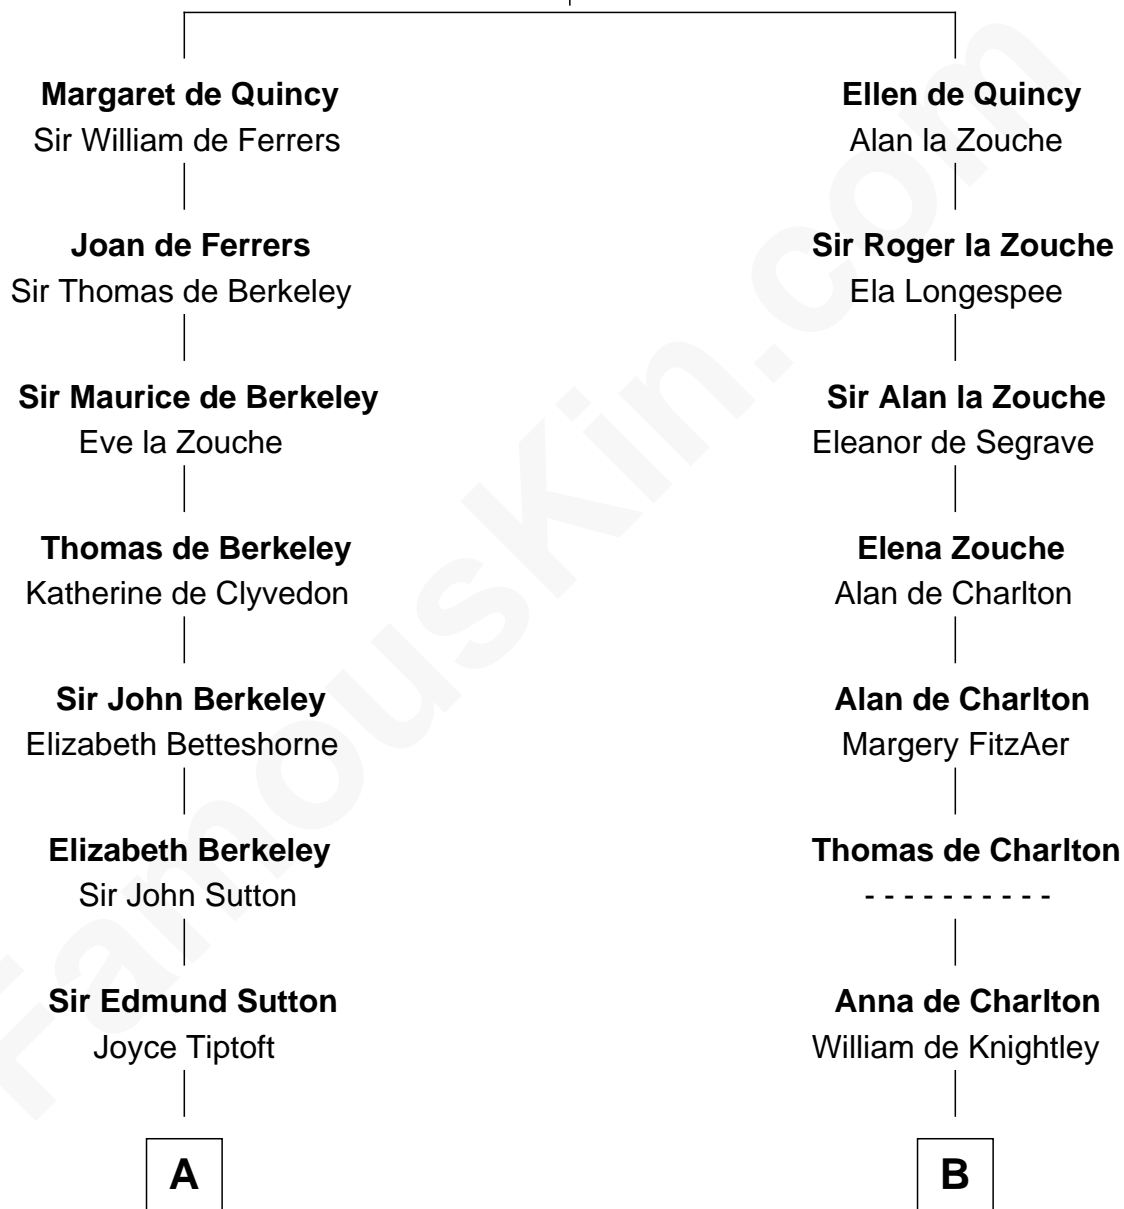 Margaret de Quincy
Sir William de Ferrers
Joan de Ferrers
Sir Thomas de Berkeley
Sir Maurice de Berkeley
Eve la Zouche
Thomas de Berkeley
Katherine de Clyvedon
Sir John Berkeley
Elizabeth Betteshorne
Elizabeth Berkeley
Sir John Sutton
Sir Edmund Sutton
Joyce Tiptoft
A
Ellen de Quincy
Alan la Zouche
Sir Roger la Zouche
Ela Longespee
Sir Alan la Zouche
Eleanor de Segrave
Elena Zouche
Alan de Charlton
Alan de Charlton
Margery FitzAer
Thomas de Charlton
- - - - - - - - - -
Anna de Charlton
William de Knightley
B
FamousKin.com